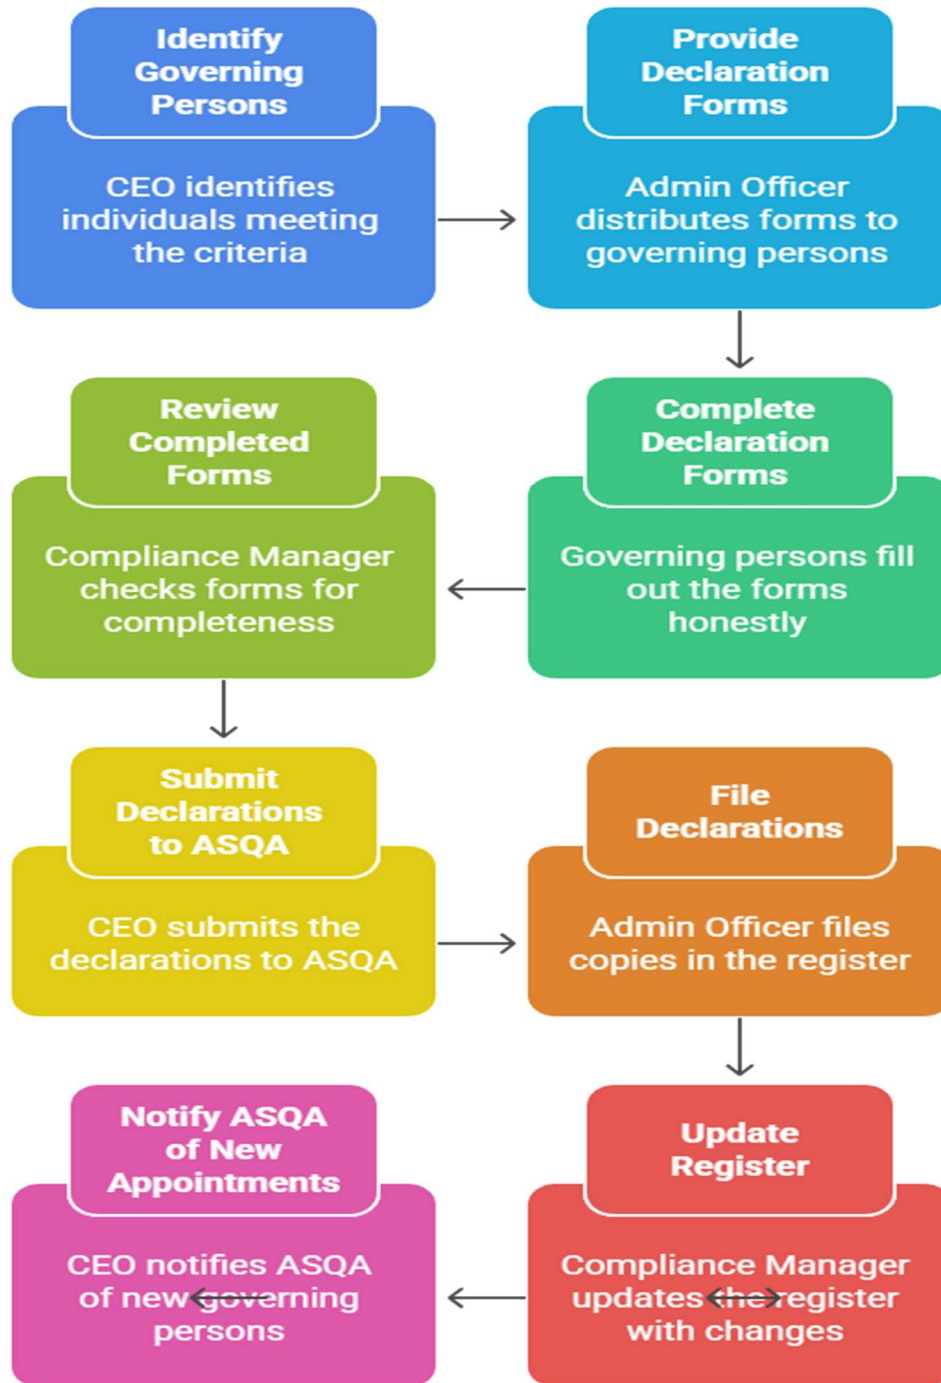 Identify
Governing
Persons
CEO identifies
individuals meeting
the criteria
Provide
Declaration
Forms
Admin Officer
distributes forms to
governing persons
Complete
Declaration
Forms
Governing persons fill
out the forms
honestly
Review
Completed
Forms
Compliance Manager
checks forms for
completeness
Submit
Declarations
to ASQA
CEO submits the
declarations to ASQA
File
Declarations
Admin Officer files
copies in the register
Update
Register
Compliance Manager
updates the register
with changes
Notify ASQA
of New
Appointments
CEO notifies ASQA
of new governing
persons